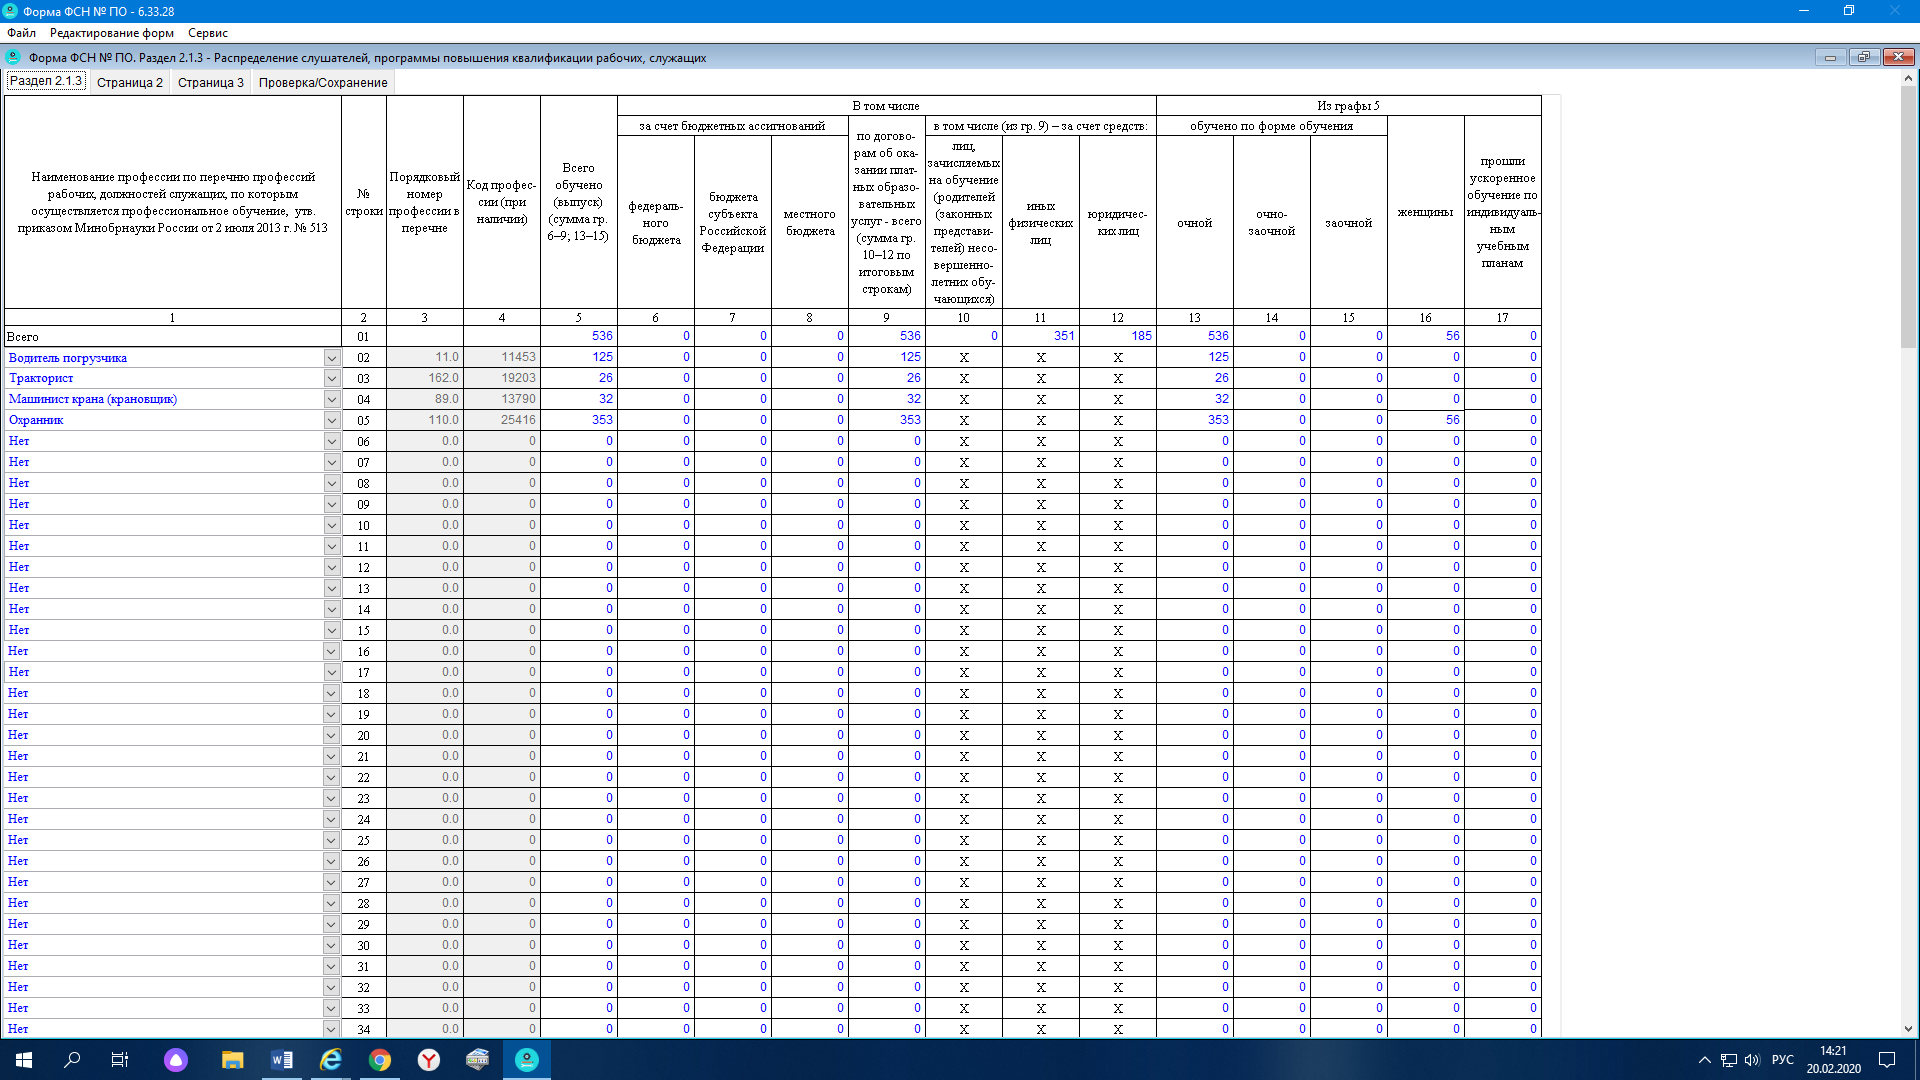 Форма ФСН № ПО - 6.33.28
Файл Редактирование форм Сервис
Форма ФСН № ПО. Раздел 2.1.3 - Распределение слушателей, программы повышения квалификации рабочих, служащих
Раздел 2.1.3 Страница 2 Страница 3 Проверка/Сохранение
Наименование профессии по перечню профессий
рабочих, должностей служащих, по которым
осуществляется профессиональное обучение, утв.
приказом Минобрнауки России от 2 июля 2013 г. № 513
№
строки
Порядковый
номер
профессии в
перечне
Код профес-
сии (при
наличии)
Всего
обучено
(выпуск)
(сумма гр.
6–9; 13–15)
В том числе
за счет бюджетных ассигнований
федераль-
ного
бюджета
бюджета
субъекта
Российской
Федерации
местного
бюджета
по догово-
рам об ока-
зании плат-
ных образо-
вательных
услуг - всего
(сумма гр.
10–12 по
итоговым
строкам)
в том числе (из гр. 9) – за счет средств:
лиц,
зачисляемых
на обучение
(родителей
(законных
представи-
телей) несо-
вершенно-
летних обу-
чающихся)
иных
физических
лиц
юридичес-
ких лиц
Из графы 5
обучено по форме обучения
очной
очно-
заочной
заочной
женщины
прошли
ускоренное
обучение по
индивидуаль-
ным
учебным
планам
1 2 3 4 5 6 7 8 9 10 11 12 13 14 15 16 17
Всего 01 536 0 0 0 536 0 351 185 536 0 0 56 0
Водитель погрузчика 02 11.0 11453 125 0 0 0 125 X X X 125 0 0 0 0
Тракторист 03 162.0 19203 26 0 0 0 26 X X X 26 0 0 0 0
Машинист крана (крановщик) 04 89.0 13790 32 0 0 0 32 X X X 32 0 0 0 0
Охранник 05 110.0 25416 353 0 0 0 353 X X X 353 0 0 56 0
Нет 06 0.0 0 0 0 0 0 0 X X X 0 0 0 0 0
Нет 07 0.0 0 0 0 0 0 0 X X X 0 0 0 0 0
Нет 08 0.0 0 0 0 0 0 0 X X X 0 0 0 0 0
Нет 09 0.0 0 0 0 0 0 0 X X X 0 0 0 0 0
Нет 10 0.0 0 0 0 0 0 0 X X X 0 0 0 0 0
Нет 11 0.0 0 0 0 0 0 0 X X X 0 0 0 0 0
Нет 12 0.0 0 0 0 0 0 0 X X X 0 0 0 0 0
Нет 13 0.0 0 0 0 0 0 0 X X X 0 0 0 0 0
Нет 14 0.0 0 0 0 0 0 0 X X X 0 0 0 0 0
Нет 15 0.0 0 0 0 0 0 0 X X X 0 0 0 0 0
Нет 16 0.0 0 0 0 0 0 0 X X X 0 0 0 0 0
Нет 17 0.0 0 0 0 0 0 0 X X X 0 0 0 0 0
Нет 18 0.0 0 0 0 0 0 0 X X X 0 0 0 0 0
Нет 19 0.0 0 0 0 0 0 0 X X X 0 0 0 0 0
Нет 20 0.0 0 0 0 0 0 0 X X X 0 0 0 0 0
Нет 21 0.0 0 0 0 0 0 0 X X X 0 0 0 0 0
Нет 22 0.0 0 0 0 0 0 0 X X X 0 0 0 0 0
Нет 23 0.0 0 0 0 0 0 0 X X X 0 0 0 0 0
Нет 24 0.0 0 0 0 0 0 0 X X X 0 0 0 0 0
Нет 25 0.0 0 0 0 0 0 0 X X X 0 0 0 0 0
Нет 26 0.0 0 0 0 0 0 0 X X X 0 0 0 0 0
Нет 27 0.0 0 0 0 0 0 0 X X X 0 0 0 0 0
Нет 28 0.0 0 0 0 0 0 0 X X X 0 0 0 0 0
Нет 29 0.0 0 0 0 0 0 0 X X X 0 0 0 0 0
Нет 30 0.0 0 0 0 0 0 0 X X X 0 0 0 0 0
Нет 31 0.0 0 0 0 0 0 0 X X X 0 0 0 0 0
Нет 32 0.0 0 0 0 0 0 0 X X X 0 0 0 0 0
Нет 33 0.0 0 0 0 0 0 0 X X X 0 0 0 0 0
Нет 34 0.0 0 0 0 0 0 0 X X X 0 0 0 0 0
РУС
14:21
20.02.2020